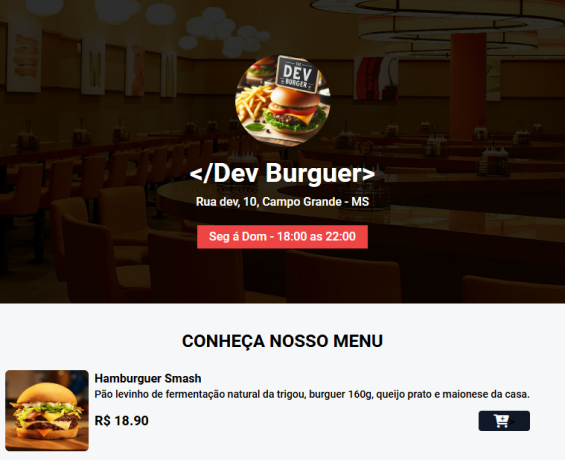 THE
DEV
BURGER
</Dev Burguer>
Rua dev, 10, Campo Grande - MS
Seg á Dom - 18:00 as 22:00
CONHEÇA NOSSO MENU
Hamburguer Smash
Pão levinho de fermentação natural da trigou, burguer 160g, queijo prato e maionese da casa.
R$ 18.90